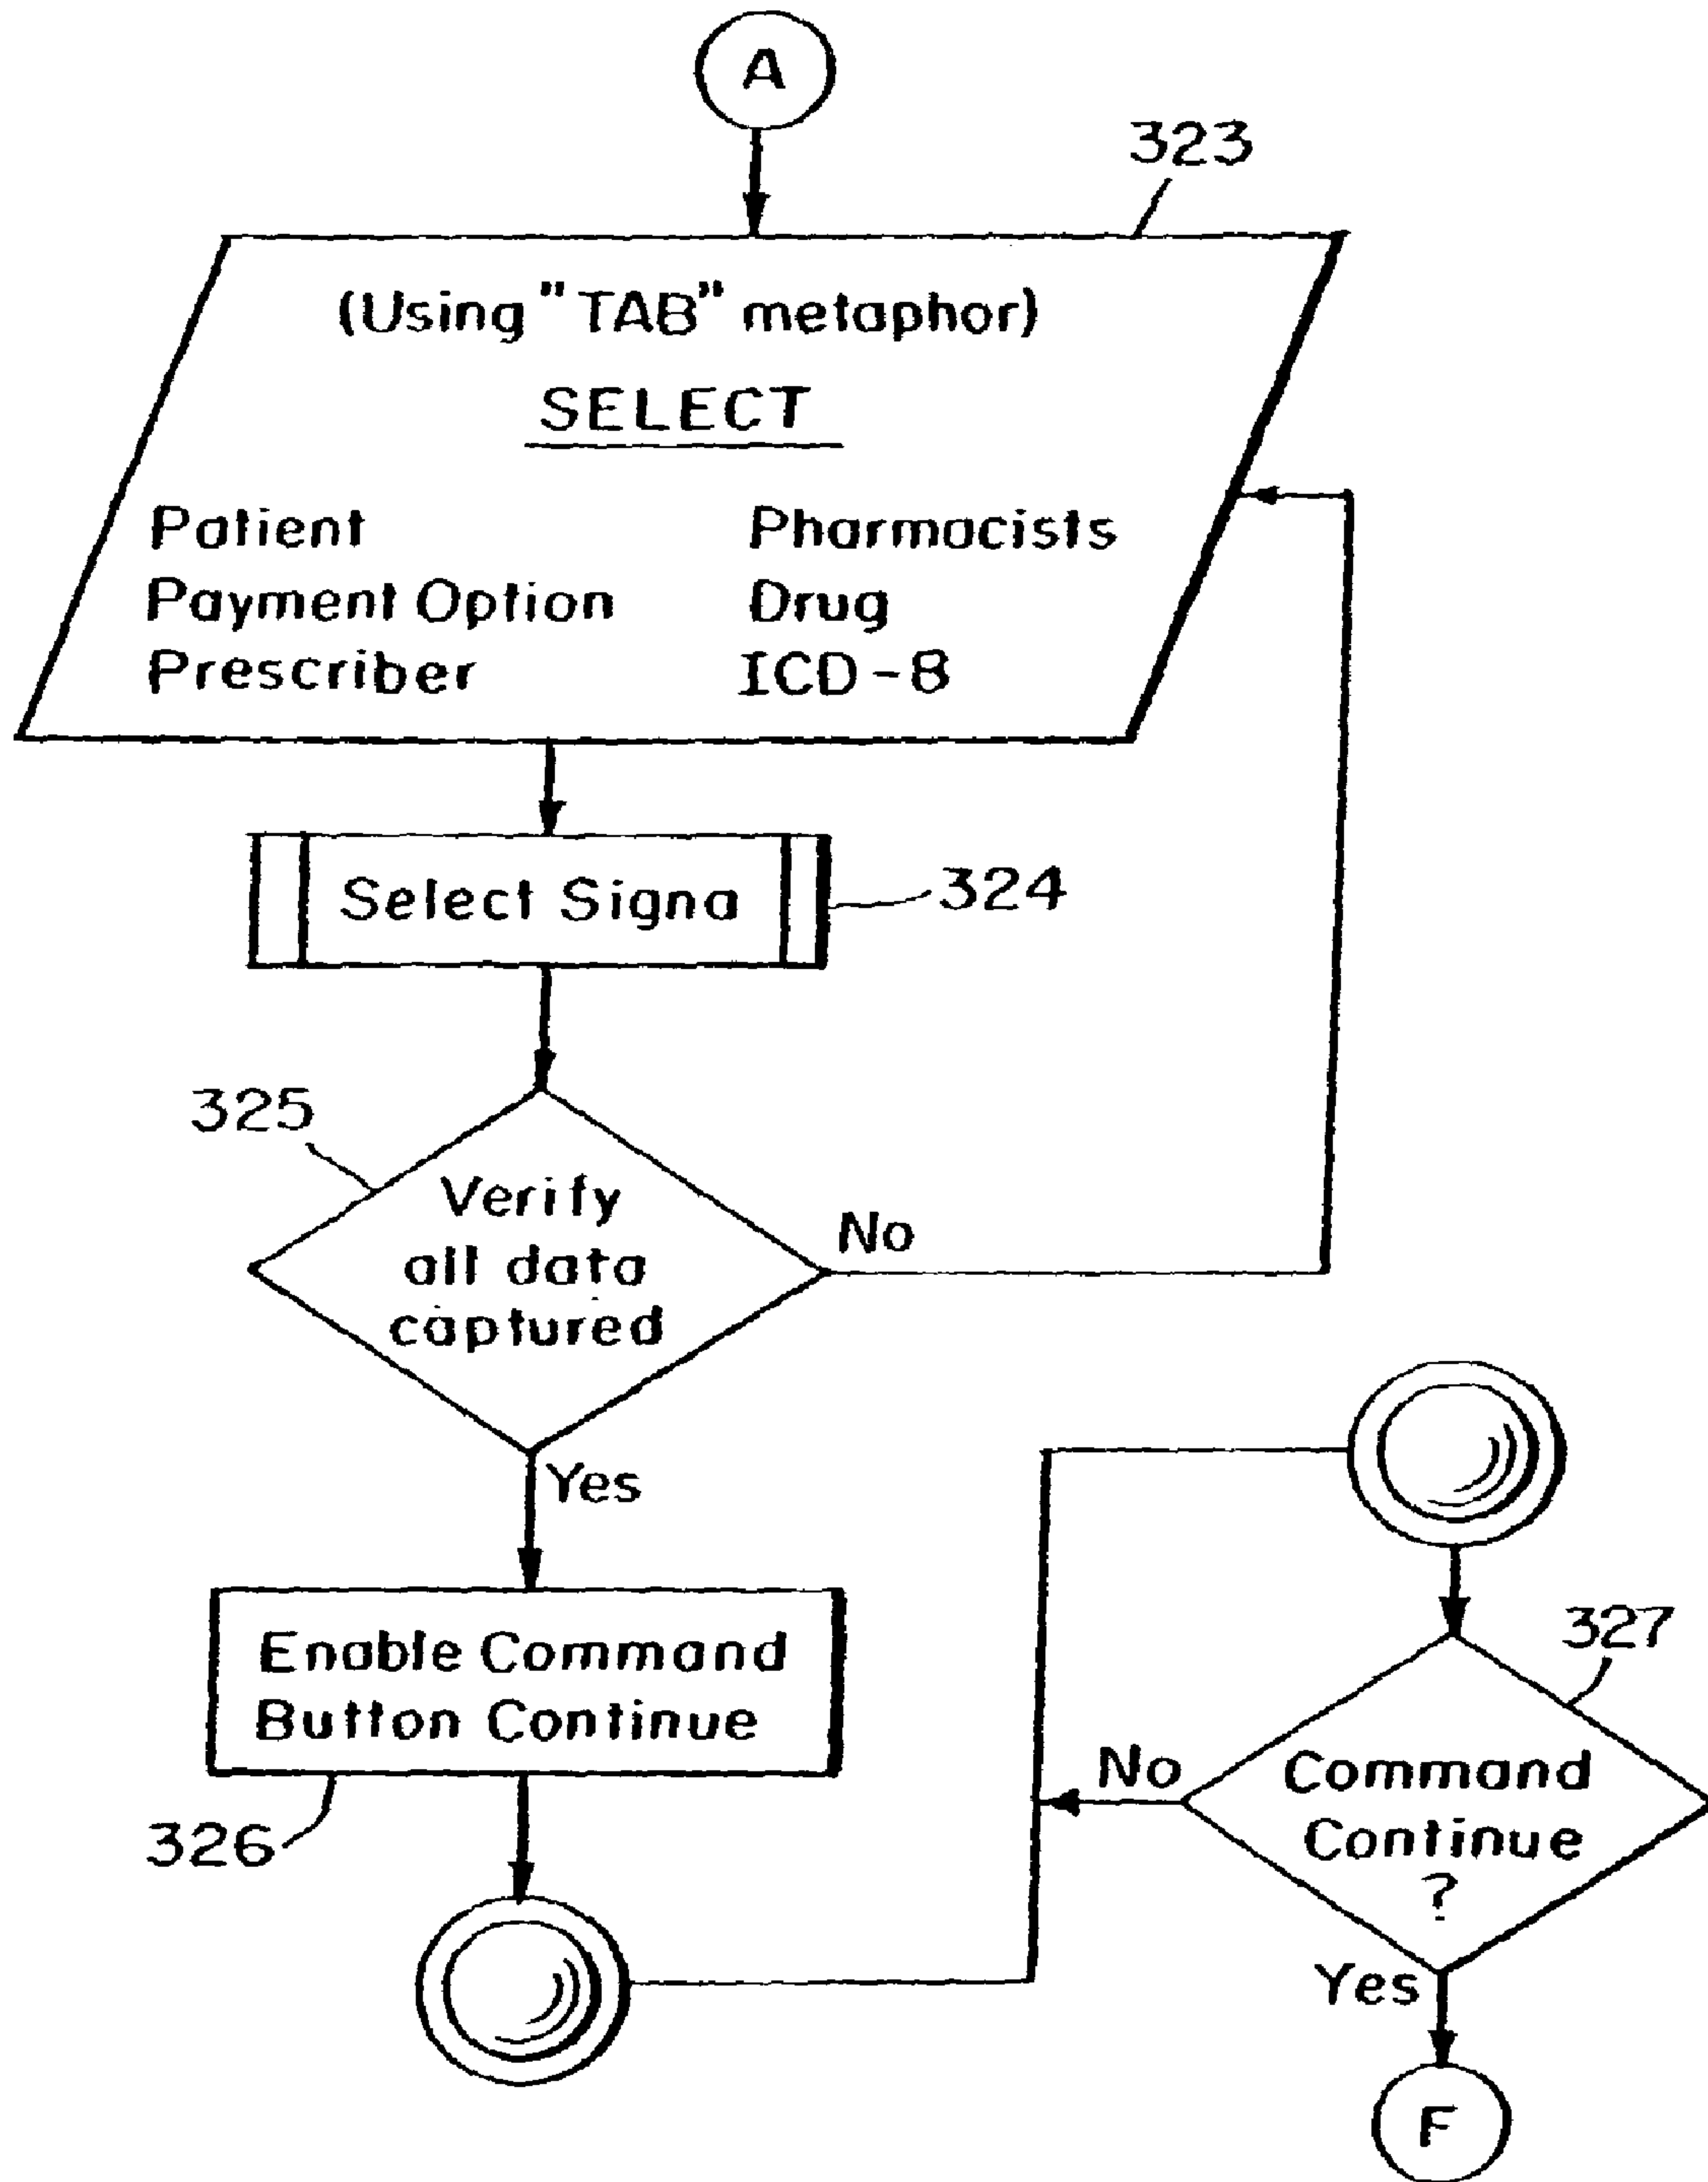 A
323
(Using "TAB" metaphor)
SELECT
Patient Pharmacists
Payment Option Drug
Prescriber ICD-8
Select Signa
324
325
Verify
all data
captured
No
Yes
Enable Command
Button Continue
326
327
Command
Continue
?
No
Yes
F